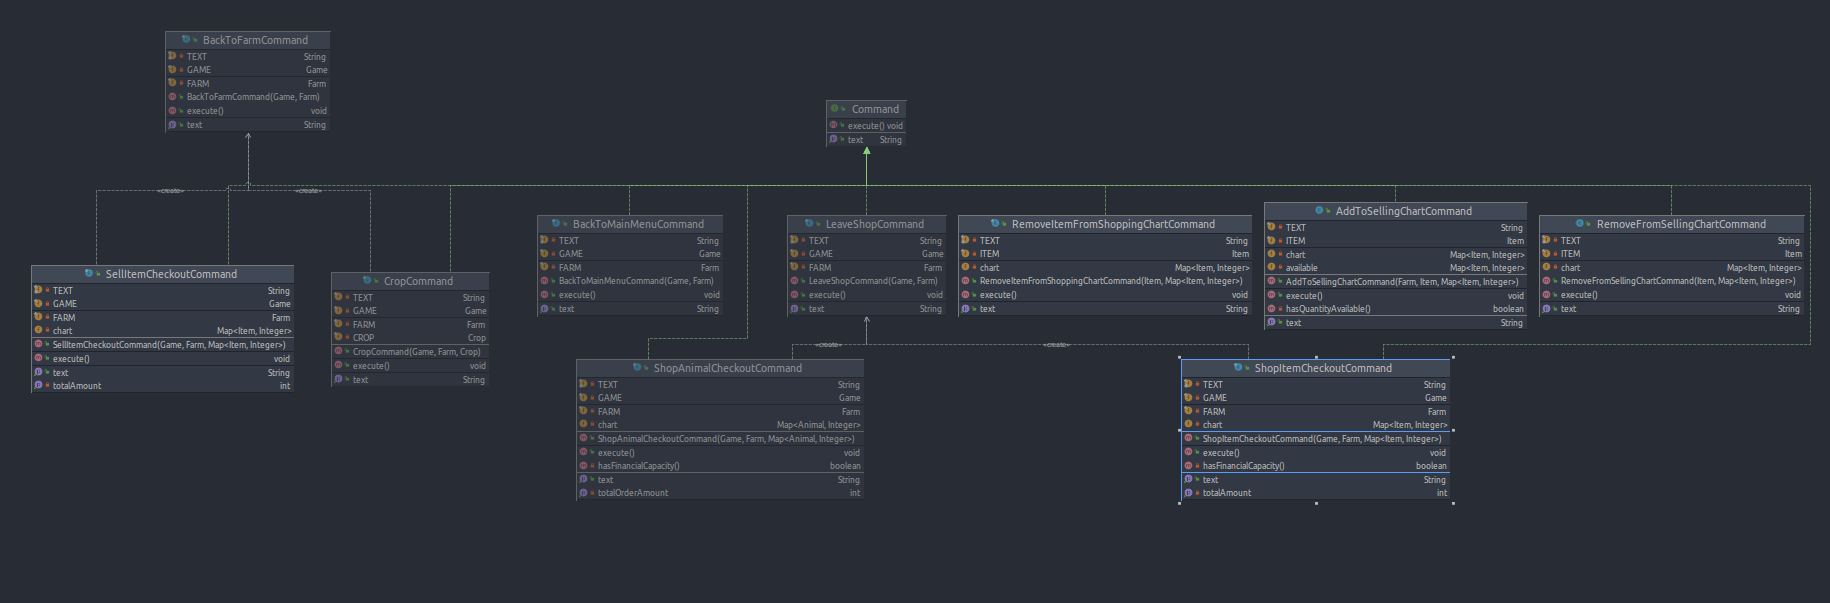 BackToFarmCommand
TEXT String
GAME Game
FARM Farm
BackToFarmCommand(Game, Farm)
execute() void
text String
Command
execute() void
text String
«create»
«create»
SellItemCheckoutCommand
TEXT String
GAME Game
FARM Farm
chart Map<Item, Integer>
SellItemCheckoutCommand(Game, Farm, Map<Item, Integer>)
execute() void
text String
totalAmount int
CropCommand
TEXT String
GAME Game
FARM Farm
CROP Crop
CropCommand(Game, Farm, Crop)
execute() void
text String
BackToMainMenuCommand
TEXT String
GAME Game
FARM Farm
BackToMainMenuCommand(Game, Farm)
execute() void
text String
LeaveShopCommand
TEXT String
GAME Game
FARM Farm
LeaveShopCommand(Game, Farm)
execute() void
text String
RemoveItemFromShoppingChartCommand
TEXT String
ITEM Item
chart Map<Item, Integer>
RemoveItemFromShoppingChartCommand(Item, Map<Item, Integer>)
execute() void
text String
AddToSellingChartCommand
TEXT String
ITEM Item
chart Map<Item, Integer>
available Map<Item, Integer>
AddToSellingChartCommand(Farm, Item, Map<Item, Integer>)
execute() void
hasQuantityAvailable() boolean
text String
RemoveFromSellingChartCommand
TEXT String
ITEM Item
chart Map<Item, Integer>
RemoveFromSellingChartCommand(Item, Map<Item, Integer>)
execute() void
text String
«create»
«create»
ShopAnimalCheckoutCommand
TEXT String
GAME Game
FARM Farm
chart Map<Animal, Integer>
ShopAnimalCheckoutCommand(Game, Farm, Map<Animal, Integer>)
execute() void
hasFinancialCapacity() boolean
text String
totalOrderAmount int
ShopItemCheckoutCommand
TEXT String
GAME Game
FARM Farm
chart Map<Item, Integer>
ShopItemCheckoutCommand(Game, Farm, Map<Item, Integer>)
execute() void
hasFinancialCapacity() boolean
text String
totalAmount int